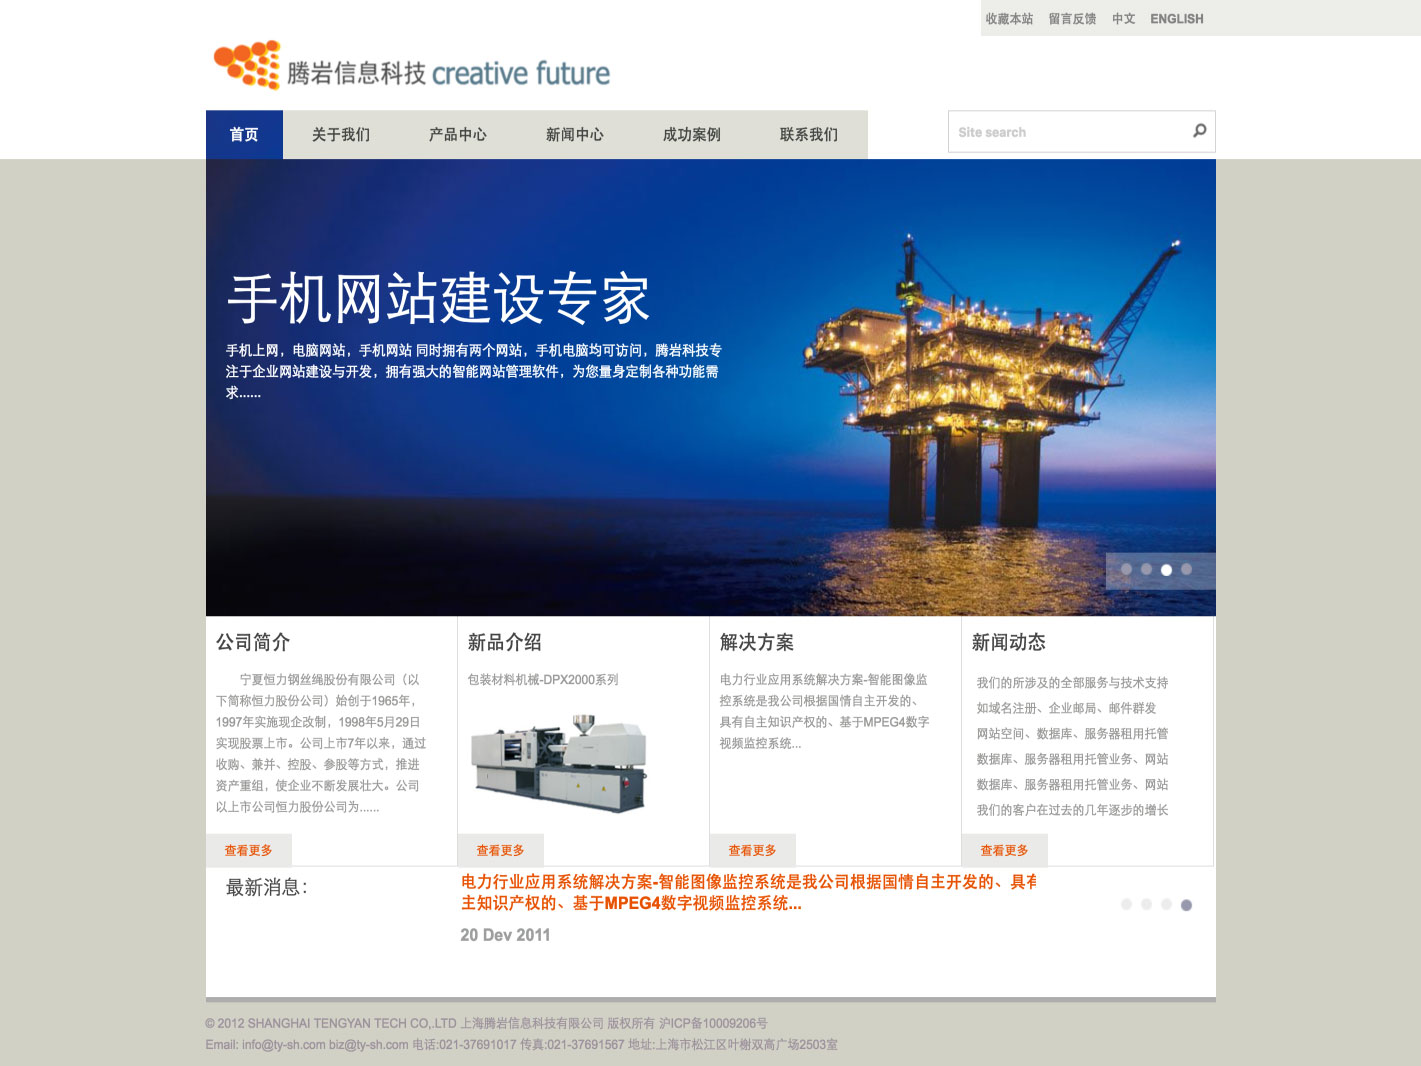 收藏本站 留言反馈 中文 ENGLISH
腾岩信息科技 creative future
首页 关于我们 产品中心 新闻中心 成功案例 联系我们
Site search
手机网站建设专家
手机上网，电脑网站，手机网站 同时拥有两个网站，手机电脑均可访问，腾岩科技专
注于企业网站建设与开发，拥有强大的智能网站管理软件，为您量身定制各种功能需
求......
公司简介
宁夏恒力钢丝绳股份有限公司（以
下简称恒力股份公司）始创于1965年，
1997年实施现企改制，1998年5月29日
实现股票上市。公司上市7年以来，通过
收购、兼并、控股、参股等方式，推进
资产重组，使企业不断发展壮大。公司
以上市公司恒力股份公司为......
查看更多
新品介绍
包装材料机械-DPX2000系列
查看更多
解决方案
电力行业应用系统解决方案-智能图像监
控系统是我公司根据国情自主开发的、
具有自主知识产权的、基于MPEG4数字
视频监控系统...
查看更多
新闻动态
我们的所涉及的全部服务与技术支持
如域名注册、企业邮局、邮件群发
网站空间、数据库、服务器租用托管
数据库、服务器租用托管业务、网站
数据库、服务器租用托管业务、网站
我们的客户在过去的几年逐步的增长
查看更多
最新消息：
电力行业应用系统解决方案-智能图像监控系统是我公司根据国情自主开发的、具有
主知识产权的、基于MPEG4数字视频监控系统...
20 Dev 2011
© 2012 SHANGHAI TENGYAN TECH CO,.LTD 上海腾岩信息科技有限公司 版权所有 沪ICP备10009206号
Email: info@ty-sh.com biz@ty-sh.com 电话:021-37691017 传真:021-37691567 地址:上海市松江区叶榭双高广场2503室